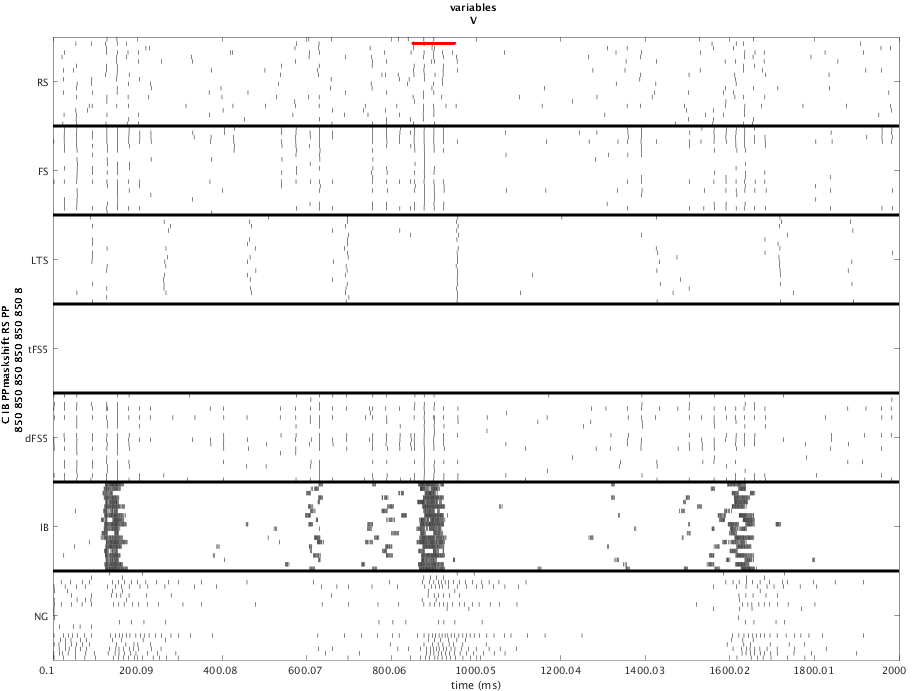 variables
V
RS
FS
LTS
tFS5
dFS5
IB
NG
C IB PPmaskshift RS PP
850 850 850 850 850 850 8
0.1 200.09 400.08 600.07 800.06 1000.05 1200.04 1400.03 1600.02 1800.01 2000
time (ms)